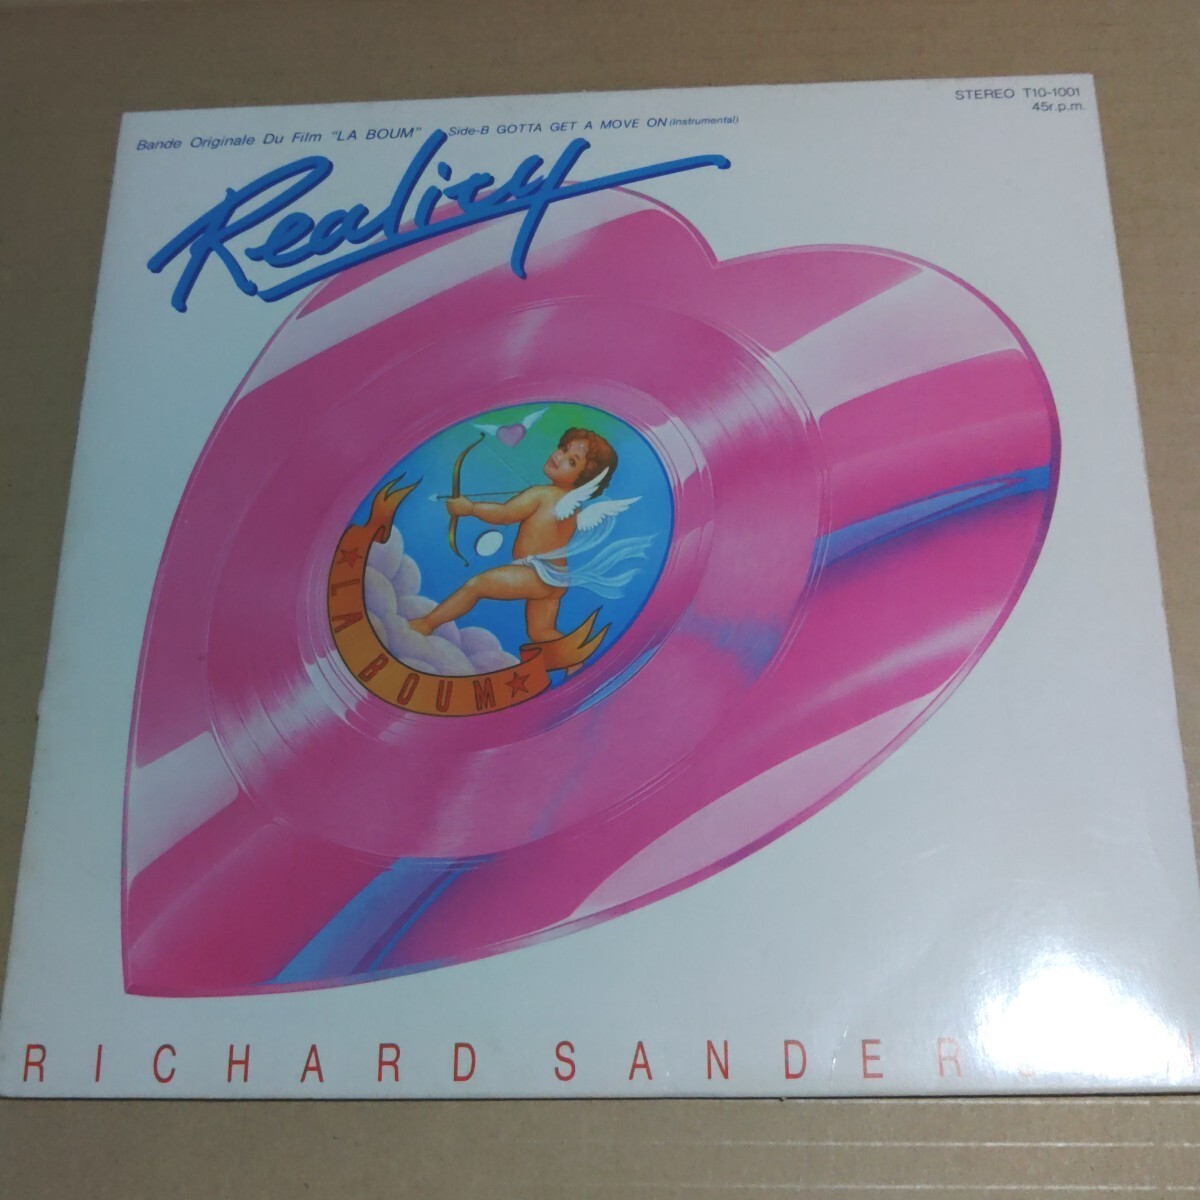 STEREO T10-1001
45r.p.m.
Bande Originale Du Film "LA BOUM" Side-B GOTTA GET A MOVE ON (Instrumental)
Reality
LA BOUM
RICHARD SANDERSON